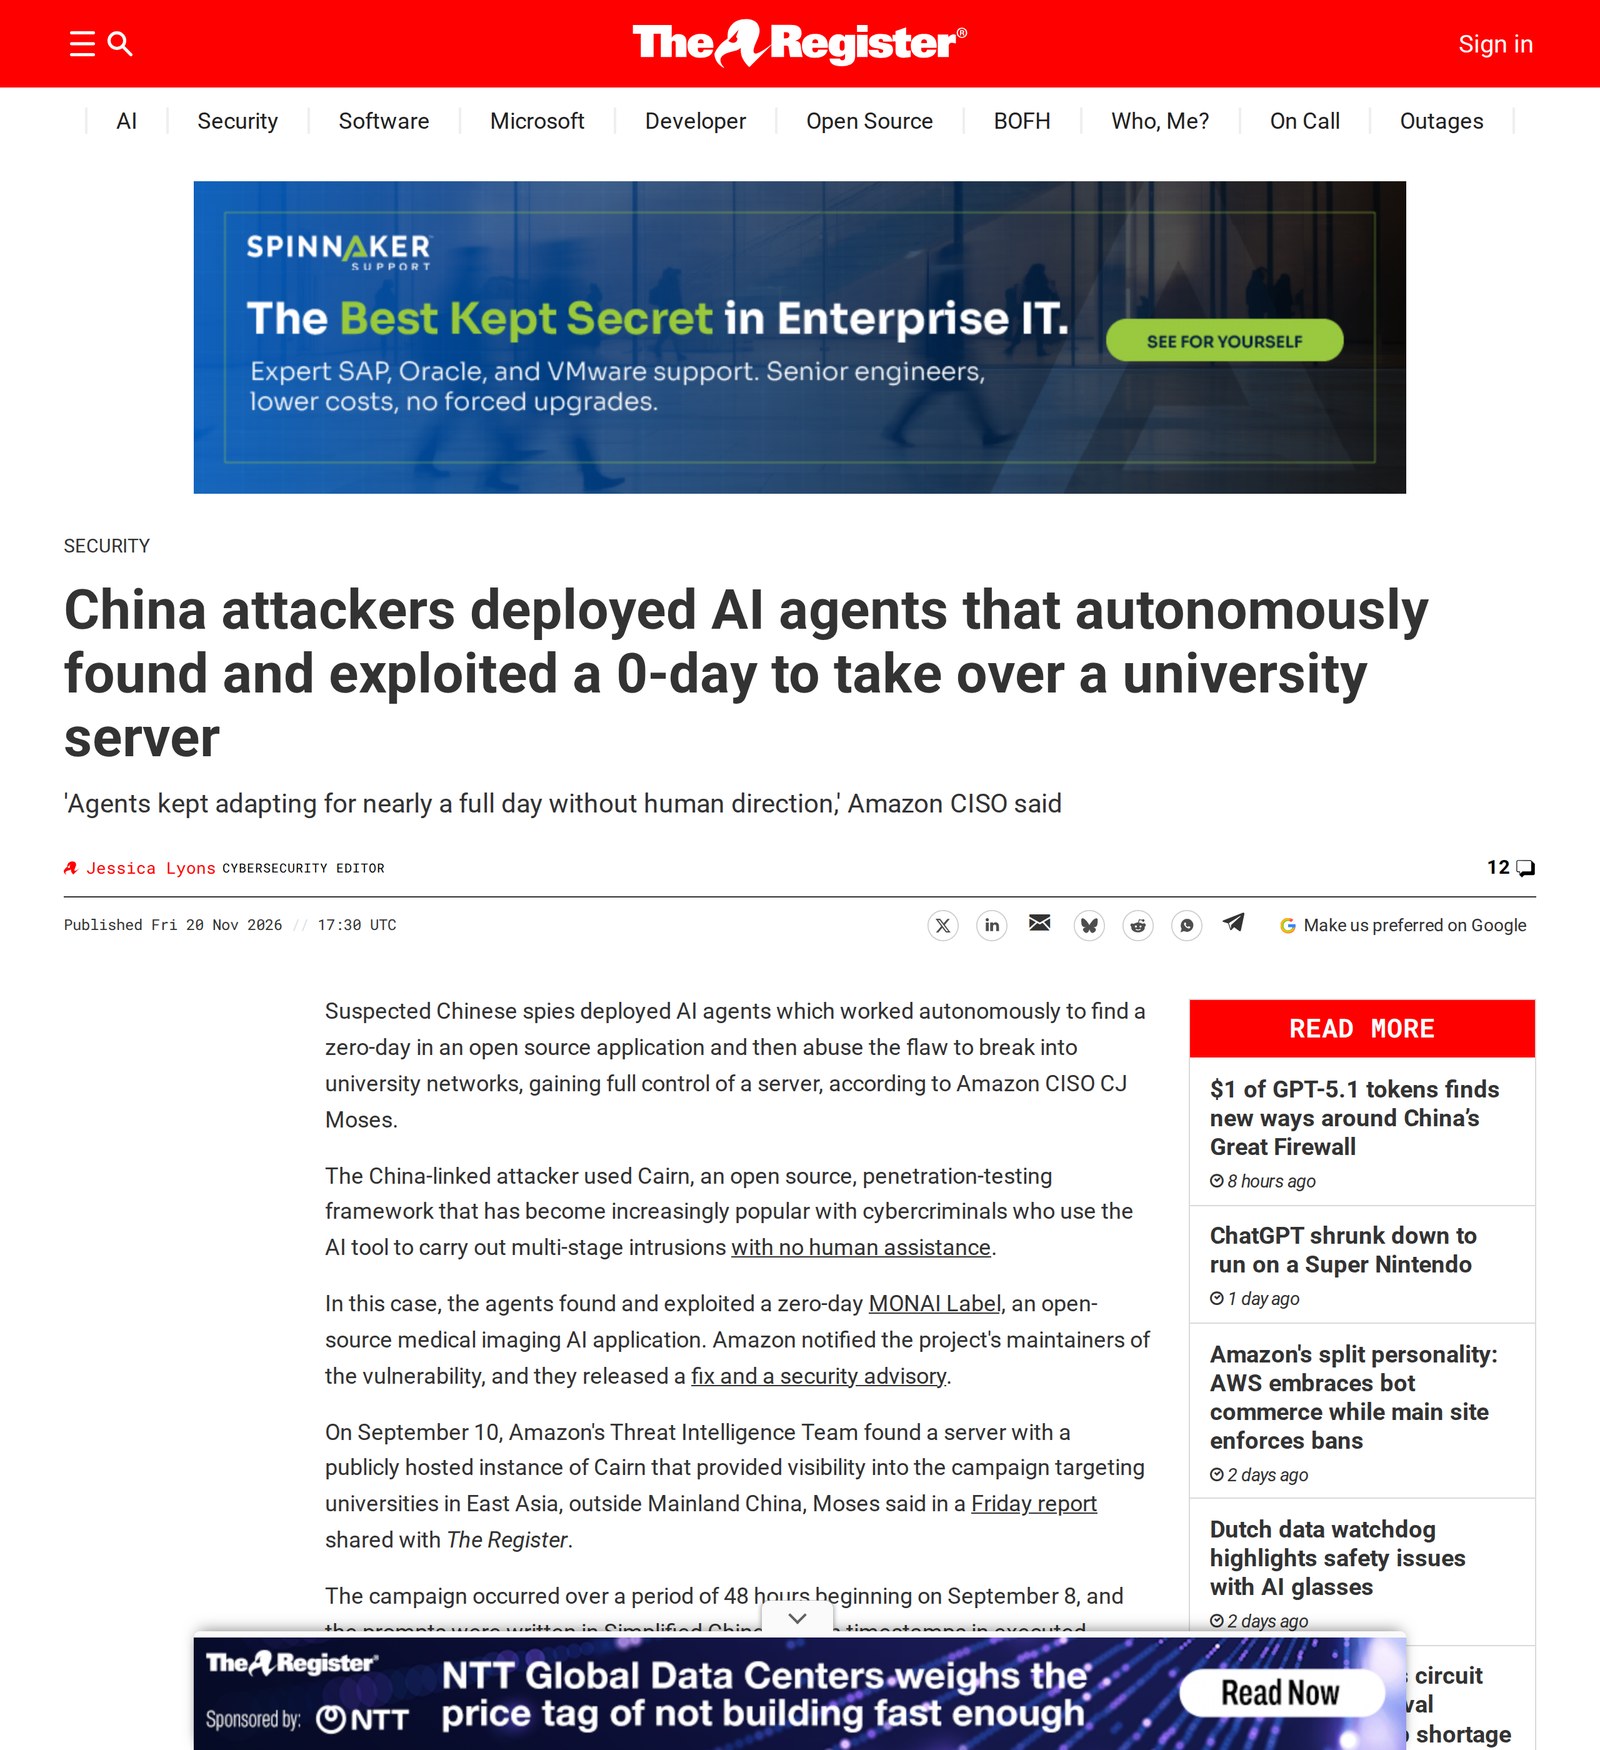 The Register®
Sign in
AI
Security
Software
Microsoft
Developer
Open Source
BOFH
Who, Me?
On Call
Outages
SPINNAKER
SUPPORT
The Best Kept Secret in Enterprise IT.
Expert SAP, Oracle, and VMware support. Senior engineers,
lower costs, no forced upgrades.
SEE FOR YOURSELF
SECURITY
China attackers deployed AI agents that autonomously
found and exploited a 0-day to take over a university
server
'Agents kept adapting for nearly a full day without human direction,' Amazon CISO said
Jessica Lyons CYBERSECURITY EDITOR
12
Published Fri 20 Nov 2026 // 17:30 UTC
Make us preferred on Google
Suspected Chinese spies deployed AI agents which worked autonomously to find a
zero-day in an open source application and then abuse the flaw to break into
university networks, gaining full control of a server, according to Amazon CISO CJ
Moses.
The China-linked attacker used Cairn, an open source, penetration-testing
framework that has become increasingly popular with cybercriminals who use the
AI tool to carry out multi-stage intrusions with no human assistance.
In this case, the agents found and exploited a zero-day MONAI Label, an open-
source medical imaging AI application. Amazon notified the project's maintainers of
the vulnerability, and they released a fix and a security advisory.
On September 10, Amazon's Threat Intelligence Team found a server with a
publicly hosted instance of Cairn that provided visibility into the campaign targeting
universities in East Asia, outside Mainland China, Moses said in a Friday report
shared with The Register.
The campaign occurred over a period of 48 hours beginning on September 8, and
the prompts were written in Simplified timestamps in executed
READ MORE
$1 of GPT-5.1 tokens finds
new ways around China’s
Great Firewall
8 hours ago
ChatGPT shrunk down to
run on a Super Nintendo
1 day ago
Amazon's split personality:
AWS embraces bot
commerce while main site
enforces bans
2 days ago
Dutch data watchdog
highlights safety issues
with AI glasses
2 days ago
circuit
shortage
The Register®
Sponsored by: NTT
NTT Global Data Centers weighs the
price tag of not building fast enough
Read Now